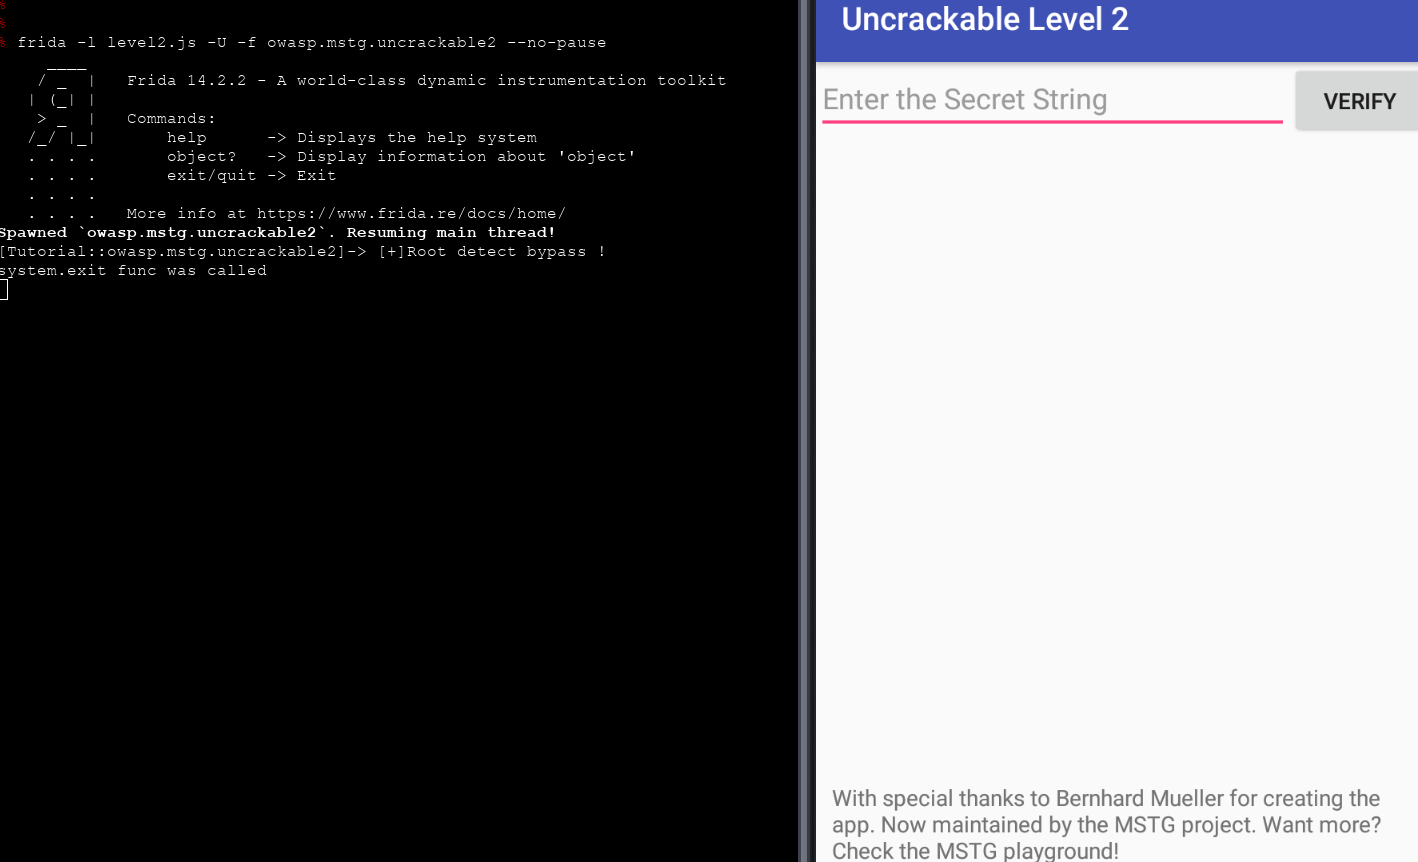 %
%
% frida -l level2.js -U -f owasp.mstg.uncrackable2 --no-pause
     ____
    / _  |   Frida 14.2.2 - A world-class dynamic instrumentation toolkit
   | (_| |
    > _  |   Commands:
   /_/ |_|       help      -> Displays the help system
   . . . .       object?   -> Display information about 'object'
   . . . .       exit/quit -> Exit
   . . . .
   . . . .   More info at https://www.frida.re/docs/home/
Spawned `owasp.mstg.uncrackable2`. Resuming main thread!
[Tutorial::owasp.mstg.uncrackable2]-> [+]Root detect bypass !
system.exit func was called
Uncrackable Level 2
Enter the Secret String
VERIFY
With special thanks to Bernhard Mueller for creating the
app. Now maintained by the MSTG project. Want more?
Check the MSTG playground!